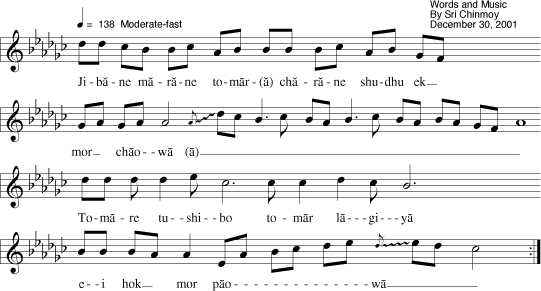 Words and Music
By Sri Chinmoy
♩ = 138 Moderate-fast December 30, 2001
Ji - bā - ne mā - rā - ne to - mār - (ā) chā - rā - ne shu - dhu ek
mor chāo - - wā (ā)
To - mā - re tu - - shi - - bo to - mār lā - - - gi - - yā
e - - i hok mor pāo - - - - - - - - - - - - - - - wā